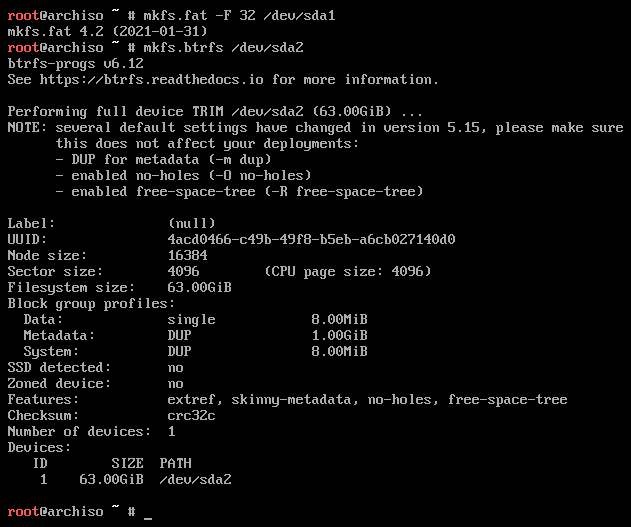 root@archiso ~ # mkfs.fat -F 32 /dev/sda1
mkfs.fat 4.2 (2021-01-31)
root@archiso ~ # mkfs.btrfs /dev/sda2
btrfs-progs v6.12
See https://btrfs.readthedocs.io for more information.

Performing full device TRIM /dev/sda2 (63.00GiB) ...
NOTE: several default settings have changed in version 5.15, please make sure
      this does not affect your deployments:
      - DUP for metadata (-m dup)
      - enabled no-holes (-O no-holes)
      - enabled free-space-tree (-R free-space-tree)

Label:              (null)
UUID:               4acd0466-c49b-49f8-b5eb-a6cb027140d0
Node size:          16384
Sector size:        4096        (CPU page size: 4096)
Filesystem size:    63.00GiB
Block group profiles:
  Data:             single            8.00MiB
  Metadata:         DUP               1.00GiB
  System:           DUP               8.00MiB
SSD detected:       no
Zoned device:       no
Features:           extref, skinny-metadata, no-holes, free-space-tree
Checksum:           crc32c
Number of devices:  1
Devices:
   ID        SIZE  PATH
    1    63.00GiB  /dev/sda2

root@archiso ~ # _